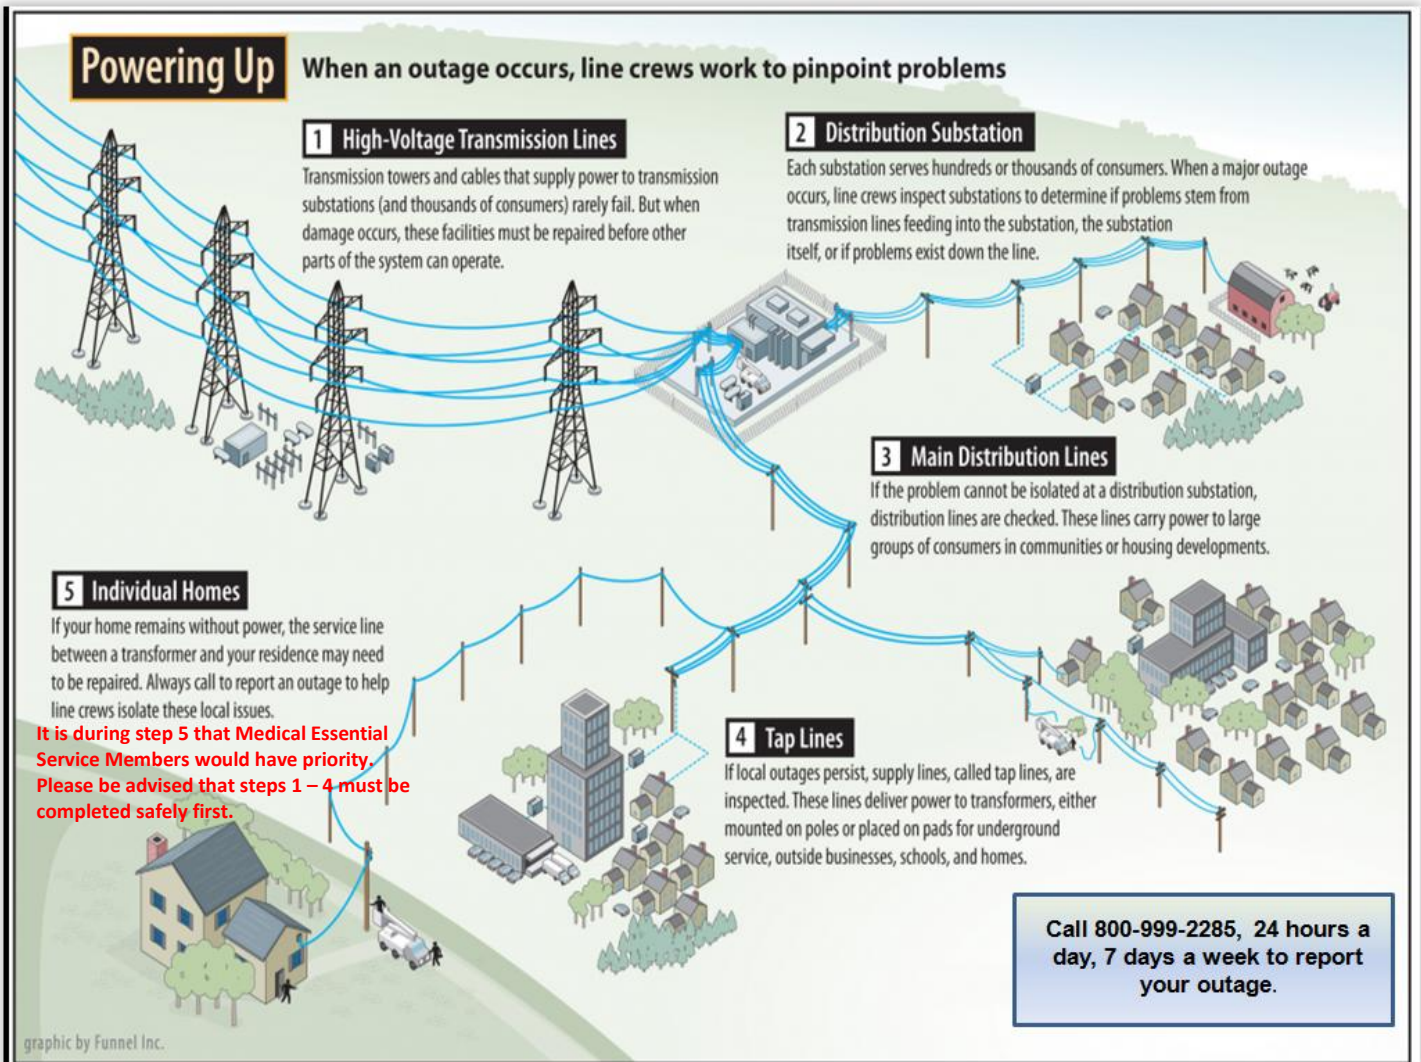 Powering Up
When an outage occurs, line crews work to pinpoint problems
1 High-Voltage Transmission Lines
Transmission towers and cables that supply power to transmission
substations (and thousands of consumers) rarely fail. But when
damage occurs, these facilities must be repaired before other
parts of the system can operate.
2 Distribution Substation
Each substation serves hundreds or thousands of consumers. When a major outage
occurs, line crews inspect substations to determine if problems stem from
transmission lines feeding into the substation, the substation
itself, or if problems exist down the line.
3 Main Distribution Lines
If the problem cannot be isolated at a distribution substation,
distribution lines are checked. These lines carry power to large
groups of consumers in communities or housing developments.
4 Tap Lines
If local outages persist, supply lines, called tap lines, are
inspected. These lines deliver power to transformers, either
mounted on poles or placed on pads for underground
service, outside businesses, schools, and homes.
5 Individual Homes
If your home remains without power, the service line
between a transformer and your residence may need
to be repaired. Always call to report an outage to help
line crews isolate these local issues.
It is during step 5 that Medical Essential
Service Members would have priority.
Please be advised that steps 1 – 4 must be
completed safely first.
Call 800-999-2285, 24 hours a
day, 7 days a week to report
your outage.
graphic by Funnel Inc.